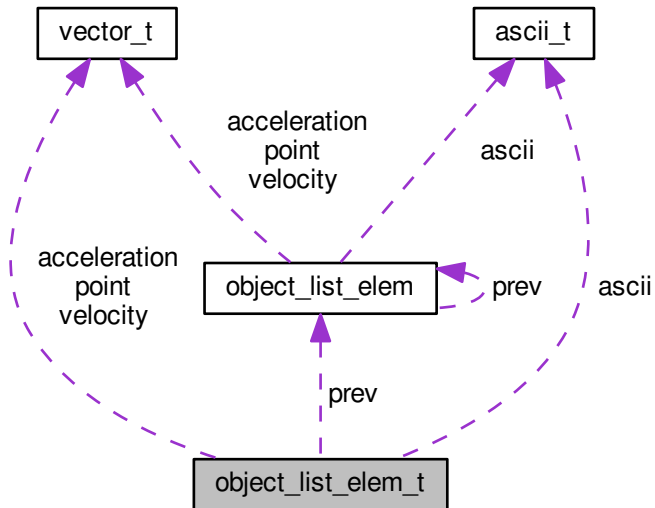 vector_t
ascii_t
acceleration
point
velocity
ascii
acceleration
point
velocity
object_list_elem
prev
ascii
prev
object_list_elem_t